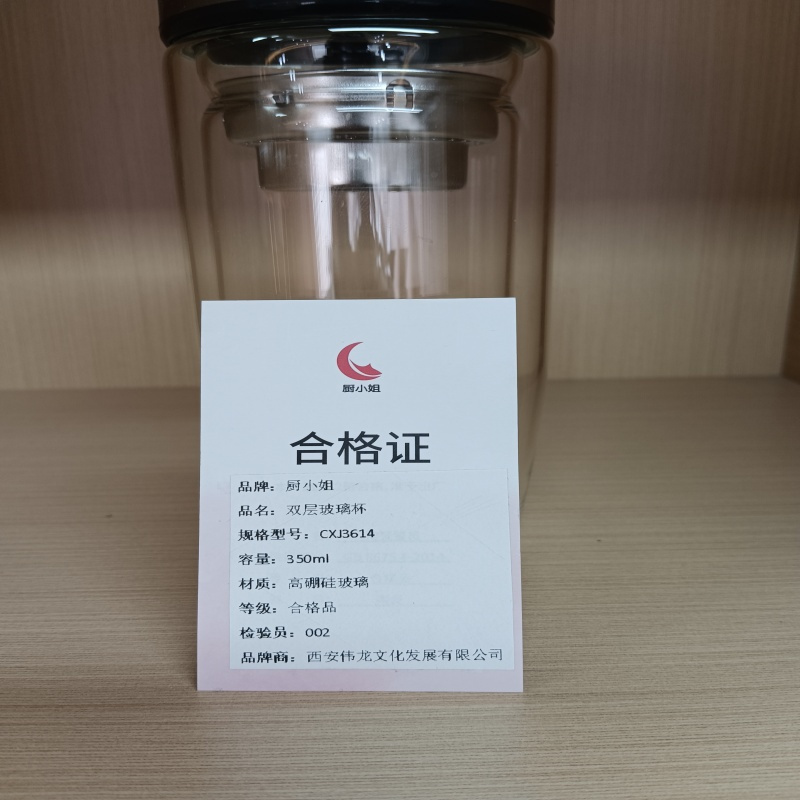 厨小姐
合格证
品牌：厨小姐
品名：双层玻璃杯
规格型号：CXJ3614
容量：350ml
材质：高硼硅玻璃
等级：合格品
检验员：002
品牌商：西安伟龙文化发展有限公司